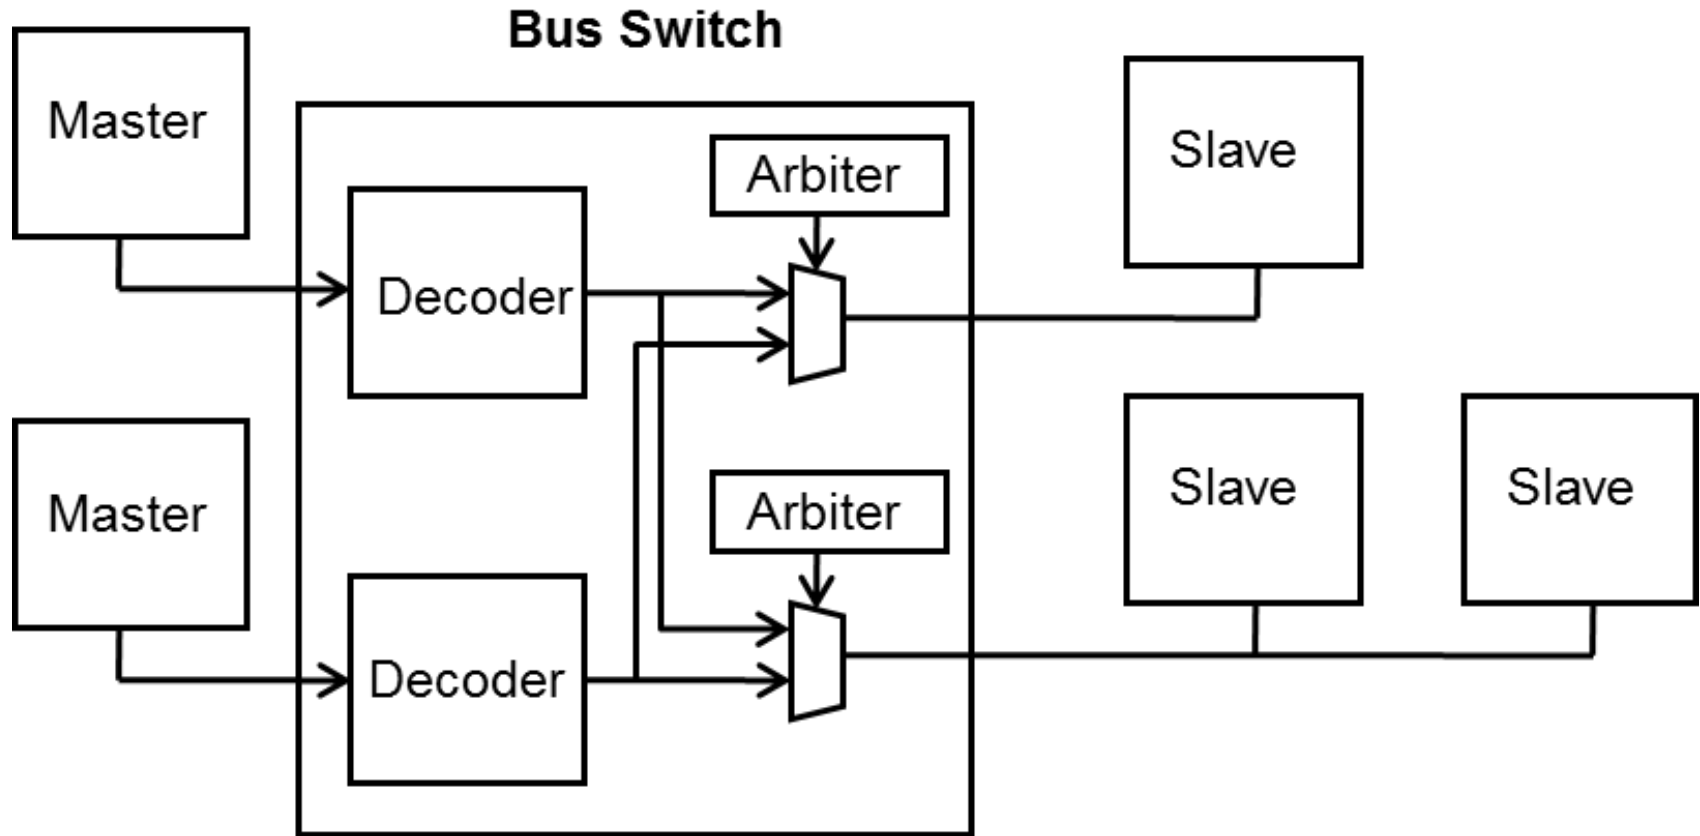 Bus Switch
Master
Slave
Arbiter
Decoder
Master
Slave
Slave
Arbiter
Decoder